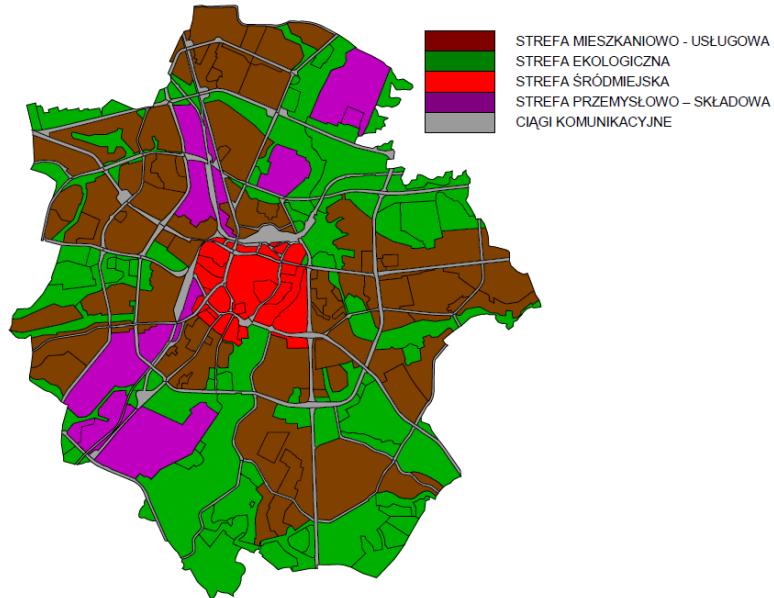 STREFA MIESZKANIOWO - USŁUGOWA
STREFA EKOLOGICZNA
STREFA ŚRÓDMIEJSKA
STREFA PRZEMYSŁOWO – SKŁADOWA
CIĄGI KOMUNIKACYJNE